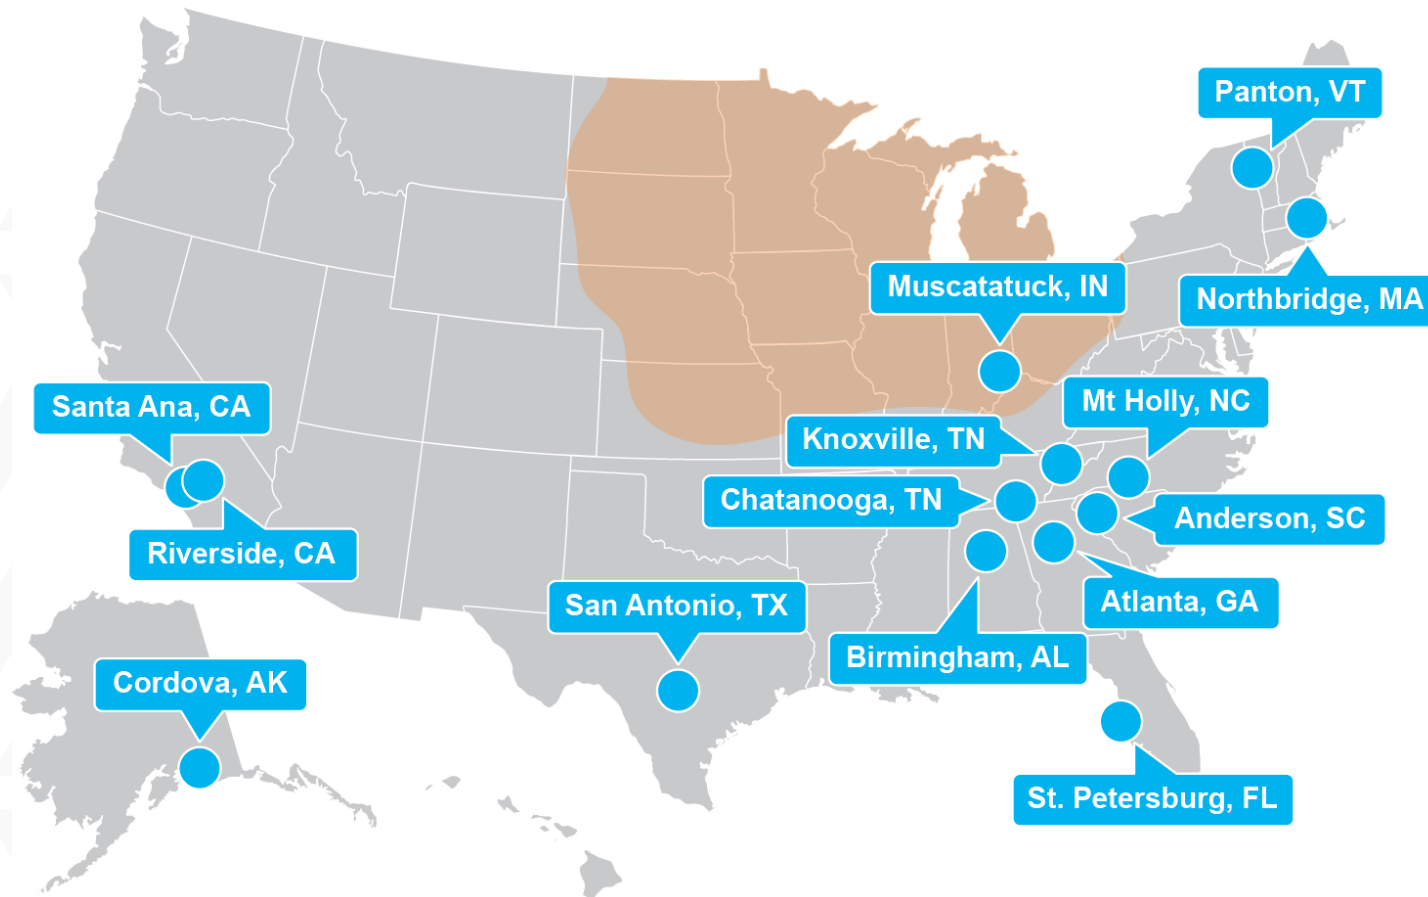 Panton, VT
Muscatatuck, IN
Northbridge, MA
Santa Ana, CA
Mt Holly, NC
Knoxville, TN
Chatanooga, TN
Anderson, SC
Riverside, CA
San Antonio, TX
Atlanta, GA
Birmingham, AL
Cordova, AK
St. Petersburg, FL